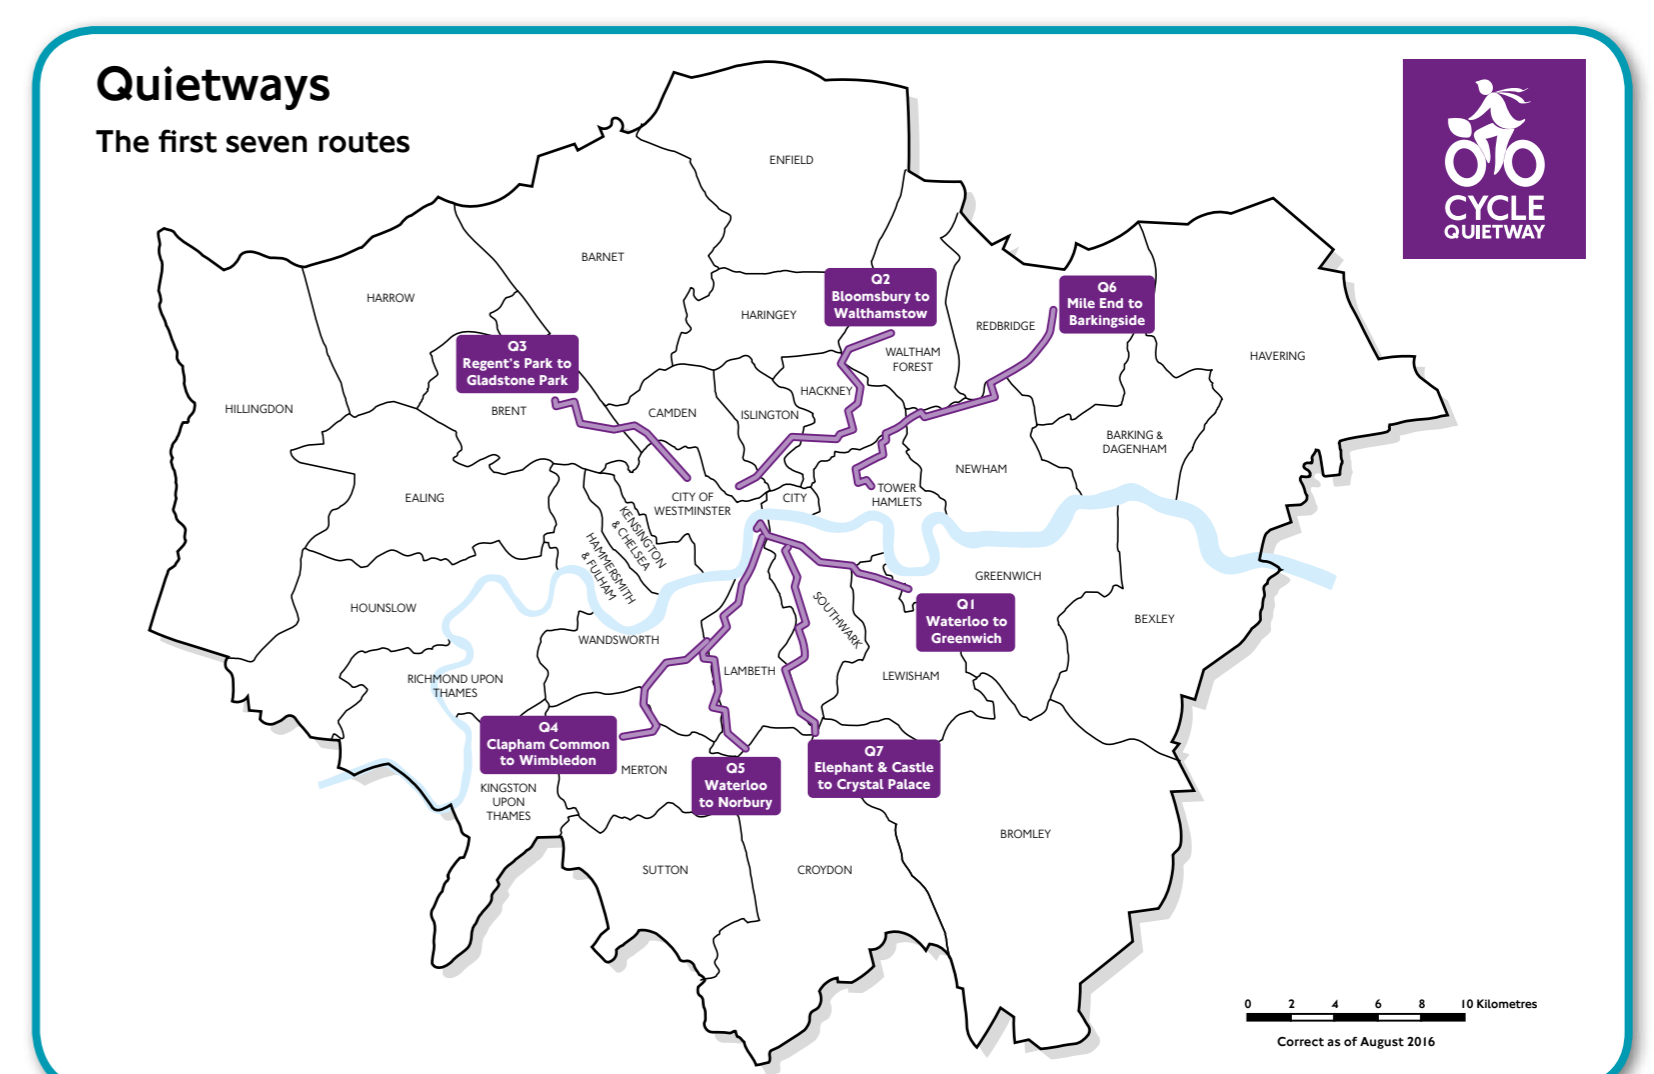 Quietways
The first seven routes
CYCLE
QUIETWAY
ENFIELD
BARNET
HARROW
HARINGEY
Q2
Bloomsbury to
Walthamstow
Q6
Mile End to
Barkingside
REDBRIDGE
WALTHAM
FOREST
HAVERING
Q3
Regent's Park to
Gladstone Park
HILLINGDON
BRENT
CAMDEN
ISLINGTON
HACKNEY
BARKING &
DAGENHAM
NEWHAM
EALING
CITY OF
WESTMINSTER
CITY
TOWER
HAMLETS
KENSINGTON
& CHELSEA
HAMMERSMITH
& FULHAM
HOUNSLOW
GREENWICH
Q1
Waterloo to
Greenwich
BEXLEY
SOUTHWARK
WANDSWORTH
LAMBETH
LEWISHAM
RICHMOND UPON
THAMES
Q4
Clapham Common
to Wimbledon
MERTON
Q5
Waterloo
to Norbury
Q7
Elephant & Castle
to Crystal Palace
KINGSTON
UPON
THAMES
SUTTON
CROYDON
BROMLEY
0 2 4 6 8 10 Kilometres
Correct as of August 2016